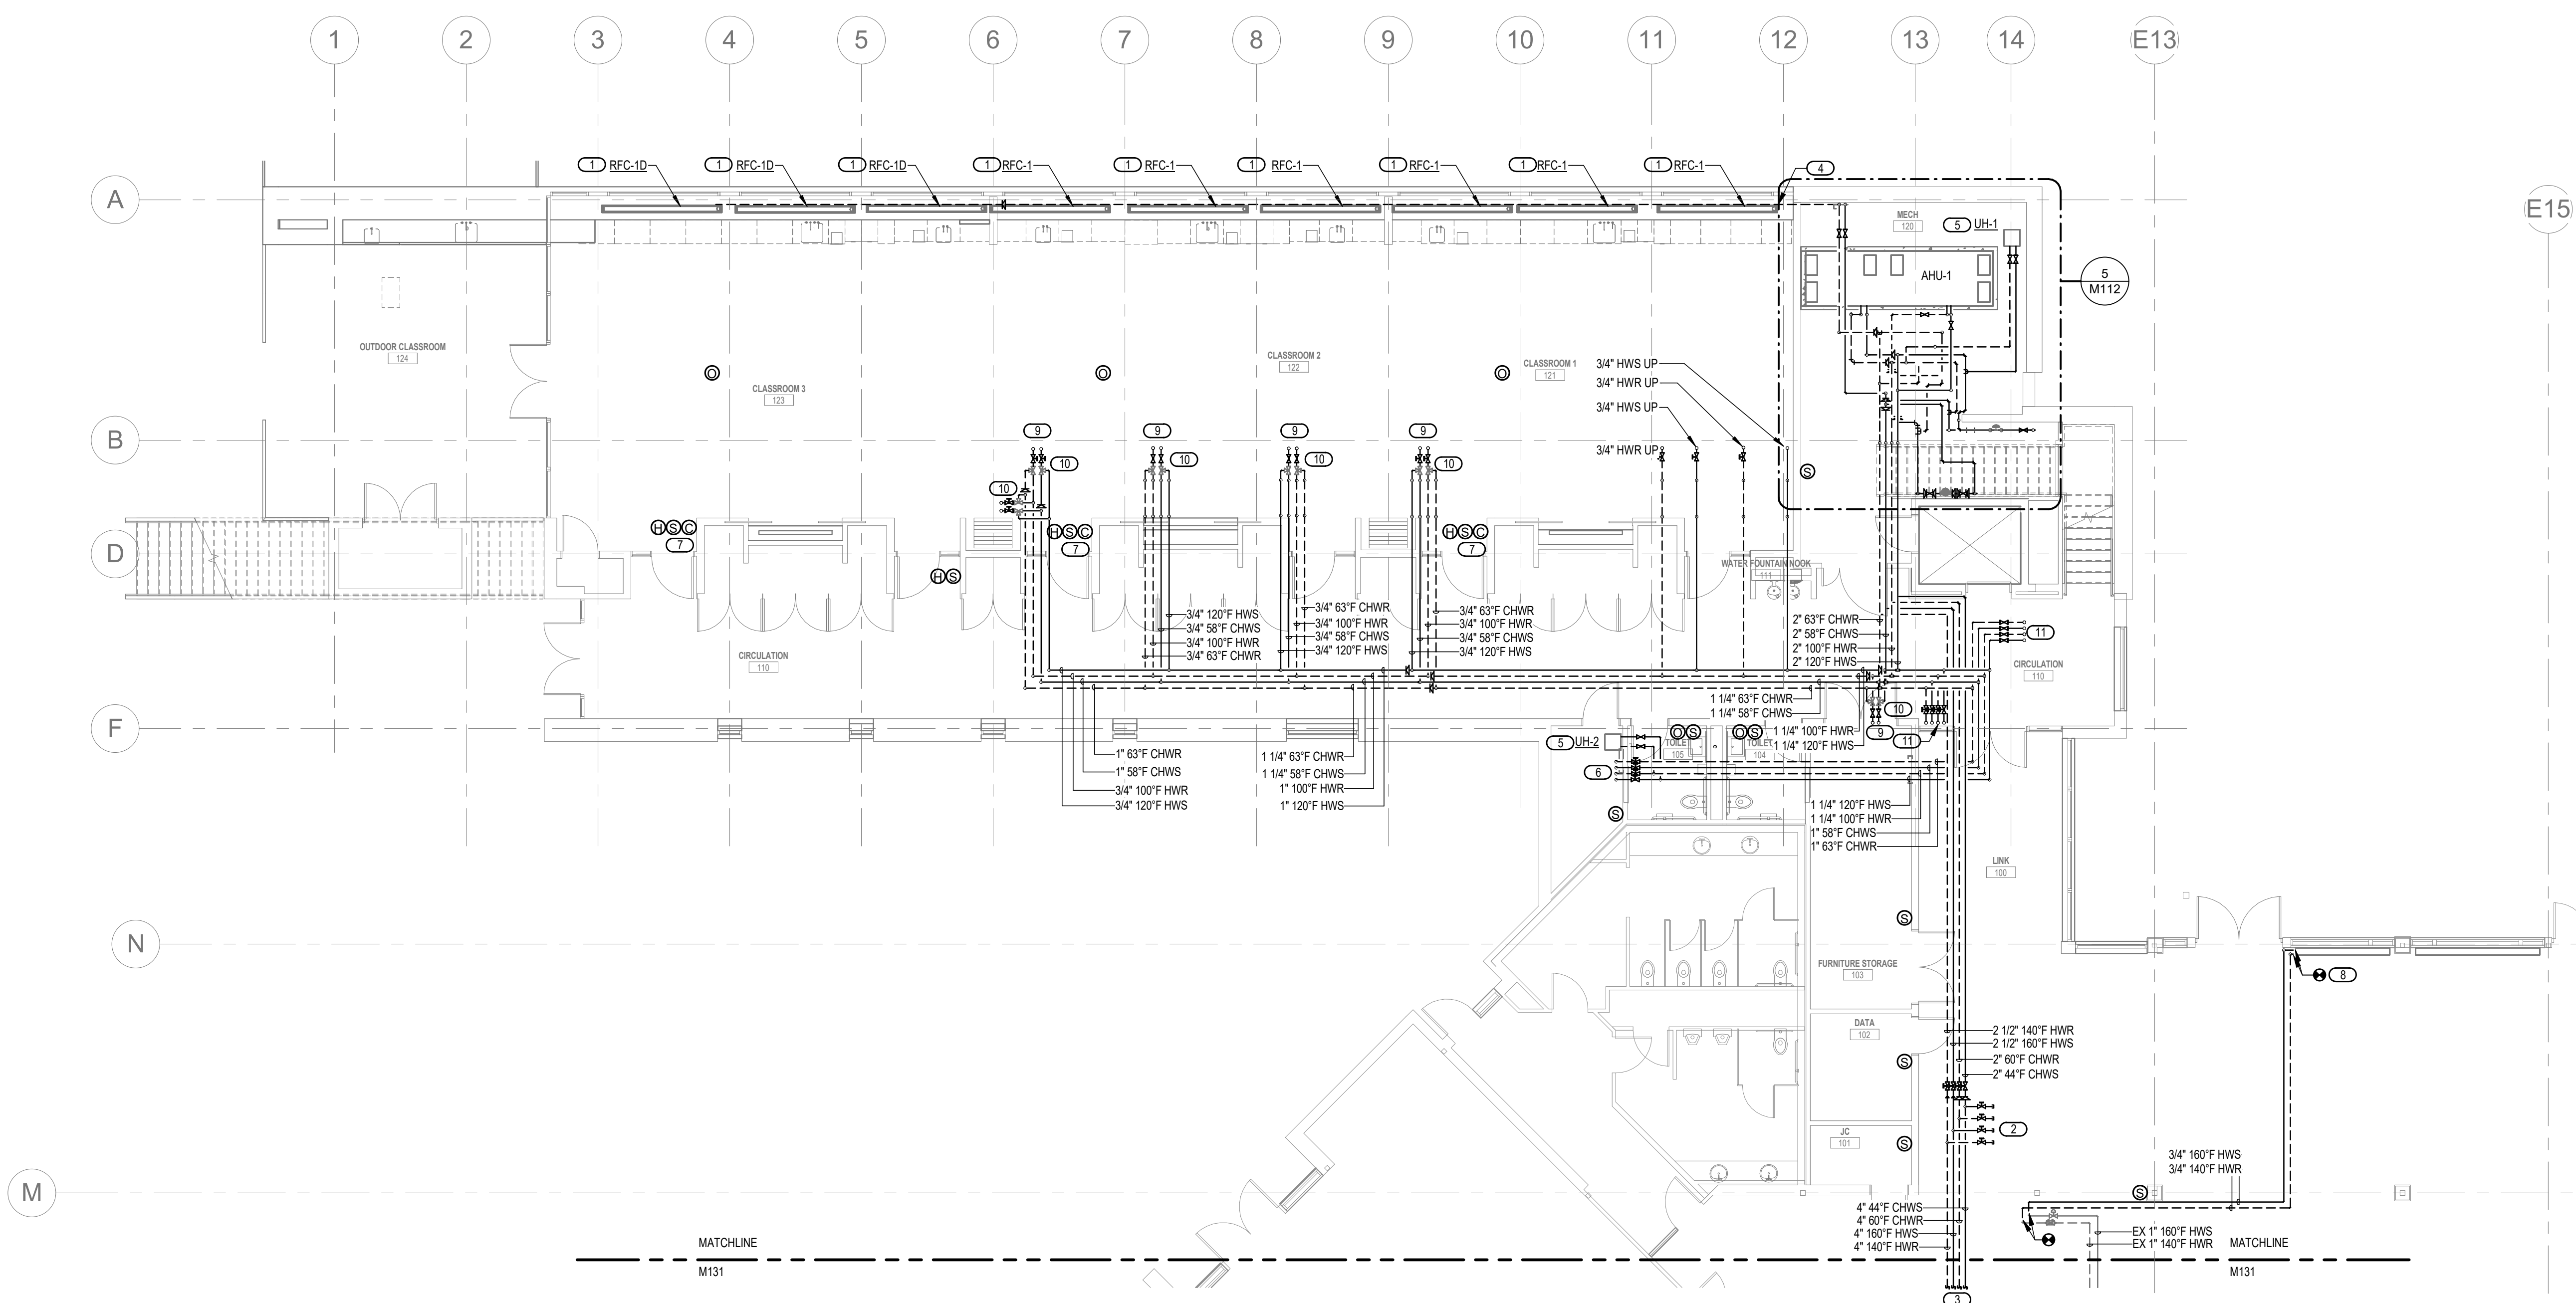 1 2 3 4 5 6 7 8 9 10 11 12 13 14 E13
1 RFC-1D 1 RFC-1D 1 RFC-1D 1 RFC-1 1 RFC-1 1 RFC-1 1 RFC-1 1 RFC-1 1 RFC-1 4
A
E15
MECH
120
5 UH-1
AHU-1
5
M112
OUTDOOR CLASSROOM
124
CLASSROOM 3
123
CLASSROOM 2
122
CLASSROOM 1
121
O O O
3/4" HWS UP
3/4" HWR UP
3/4" HWS UP
3/4" HWR UP
B
9 9 9 9
10 10 10 10
10
S
D
H S C
7
H S C
7
H S C
7
H S
WATER FOUNTAIN NOOK
111
3/4" 120°F HWS
3/4" 58°F CHWS
3/4" 100°F HWR
3/4" 63°F CHWR
3/4" 63°F CHWR
3/4" 100°F HWR
3/4" 58°F CHWS
3/4" 120°F HWS
3/4" 63°F CHWR
3/4" 100°F HWR
3/4" 58°F CHWS
3/4" 120°F HWS
2" 63°F CHWR
2" 58°F CHWS
2" 100°F HWR
2" 120°F HWS
11
CIRCULATION
110
CIRCULATION
110
1 1/4" 63°F CHWR
1 1/4" 58°F CHWS
1 1/4" 100°F HWR
1 1/4" 120°F HWS
10
9
11
F
O S O S
TOILET
105
TOILET
104
5 UH-2
6
1" 63°F CHWR
1" 58°F CHWS
3/4" 100°F HWR
3/4" 120°F HWS
1 1/4" 63°F CHWR
1 1/4" 58°F CHWS
1" 100°F HWR
1" 120°F HWS
S
1 1/4" 120°F HWS
1 1/4" 100°F HWR
1" 58°F CHWS
1" 63°F CHWR
LINK
100
S
N
FURNITURE STORAGE
103
8
DATA
102
S
2 1/2" 140°F HWR
2 1/2" 160°F HWS
2" 60°F CHWR
2" 44°F CHWS
2
JC
101
S
3/4" 160°F HWS
3/4" 140°F HWR
M
S
4" 44°F CHWS
4" 60°F CHWR
4" 160°F HWS
4" 140°F HWR
EX 1" 160°F HWS
EX 1" 140°F HWR
MATCHLINE
M131
MATCHLINE
M131
3